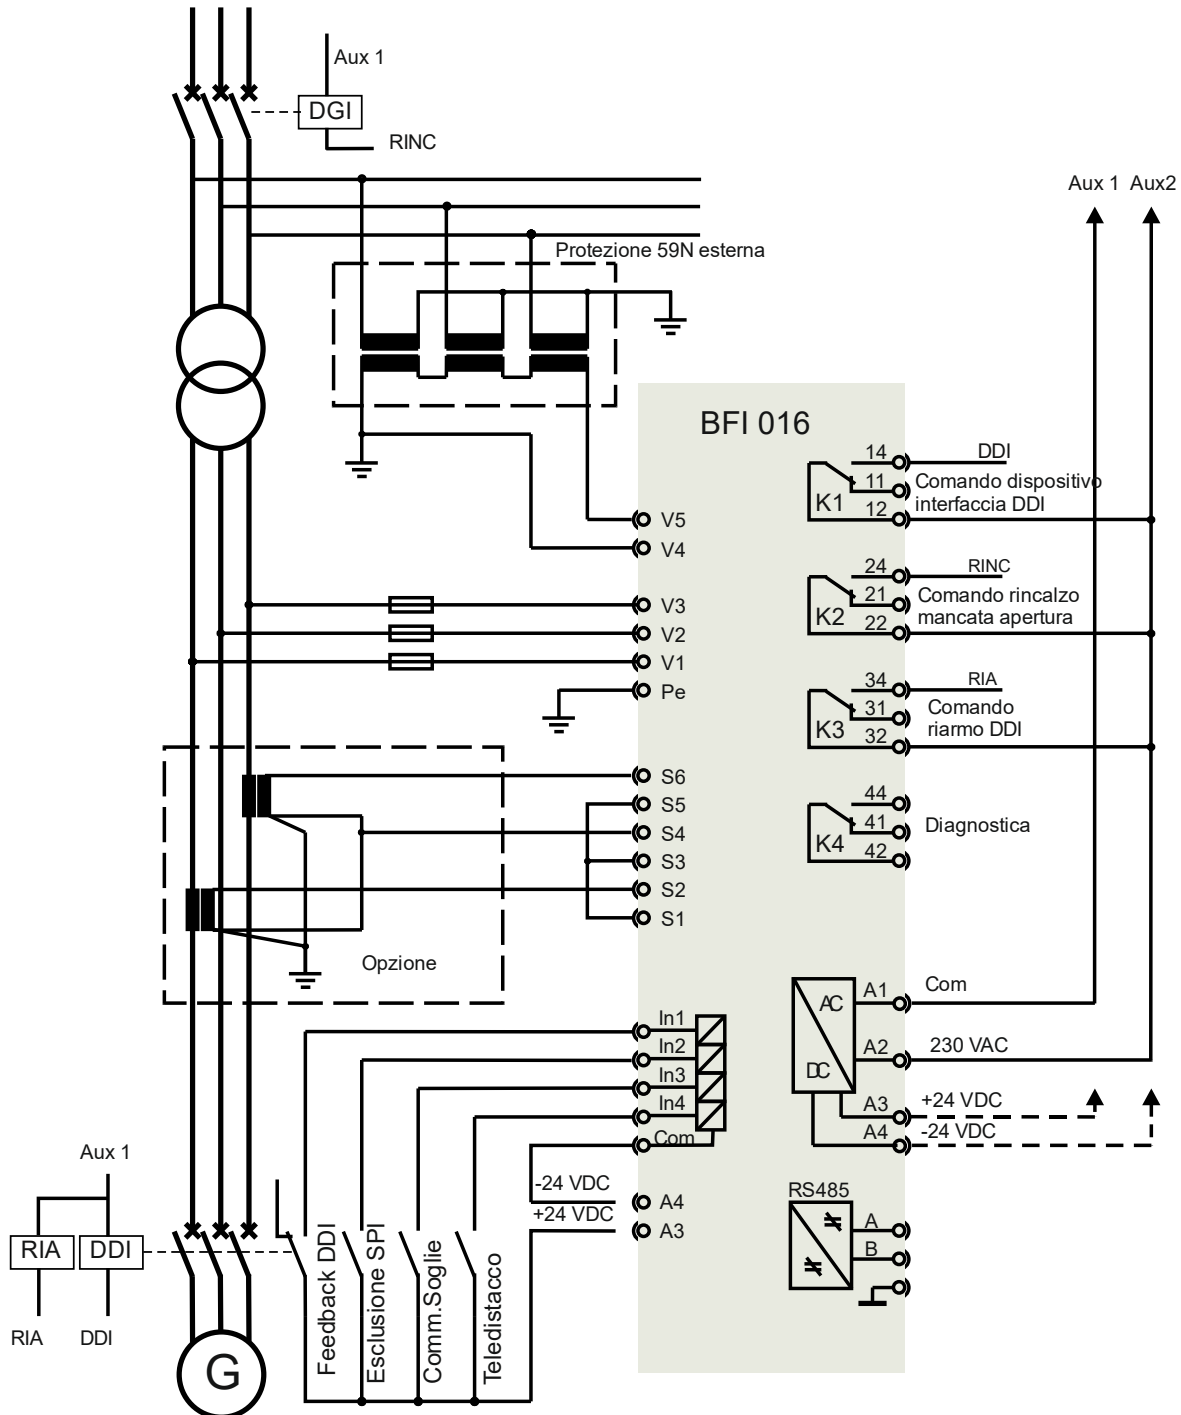 Aux 1
DGI
RINC
Aux 1 Aux2
Protezione 59N esterna
BFI 016
V5
V4
V3
V2
V1
Pe
S6
S5
S4
S3
S2
S1
Opzione
14
11
12
K1
DDI
Comando dispositivo
interfaccia DDI
24
21
22
K2
RINC
Comando rincalzo
mancata apertura
34
31
32
K3
RIA
Comando
riarmo DDI
44
41
42
K4
Diagnostica
AC
DC
A1
Com
A2
230 VAC
A3
+24 VDC
A4
-24 VDC
In1
In2
In3
In4
Com
-24 VDC
A4
+24 VDC
A3
RS485
A
B
Aux 1
RIA
DDI
RIA
DDI
G
Feedback DDI
Esclusione SPI
Comm.Soglie
Teledistacco